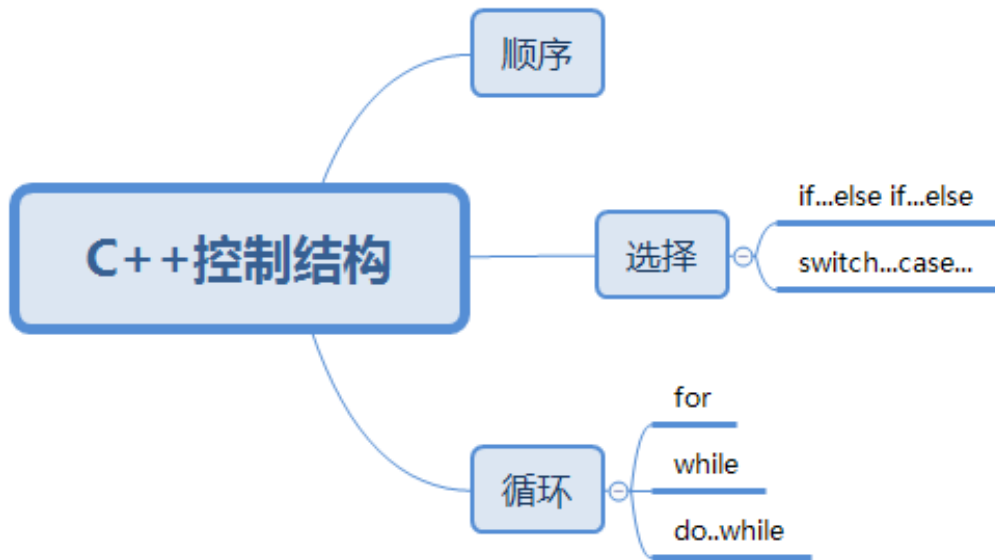 顺序
C++控制结构
选择
if...else if...else
switch...case...
循环
for
while
do..while